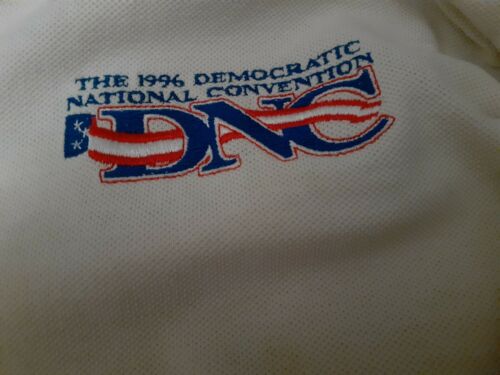 THE 1996 DEMOCRATIC
NATIONAL CONVENTION
DNC